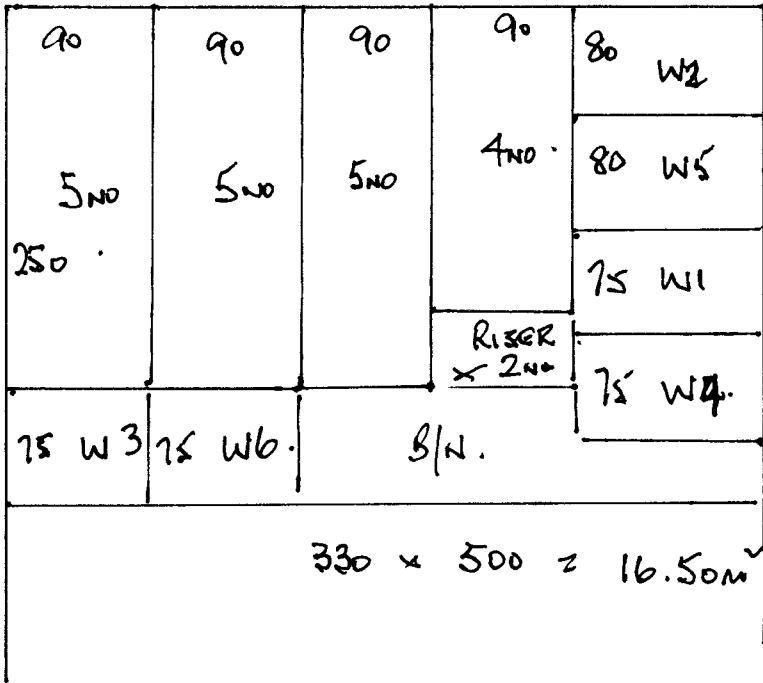 90 90 90 90 80 W2
5NO 5NO 5NO 4NO. 80 W5
250
75 W1
RISER
x 2NO
75 W4.
75 W3 75 W6. B/N.
330 x 500 = 16.50m²